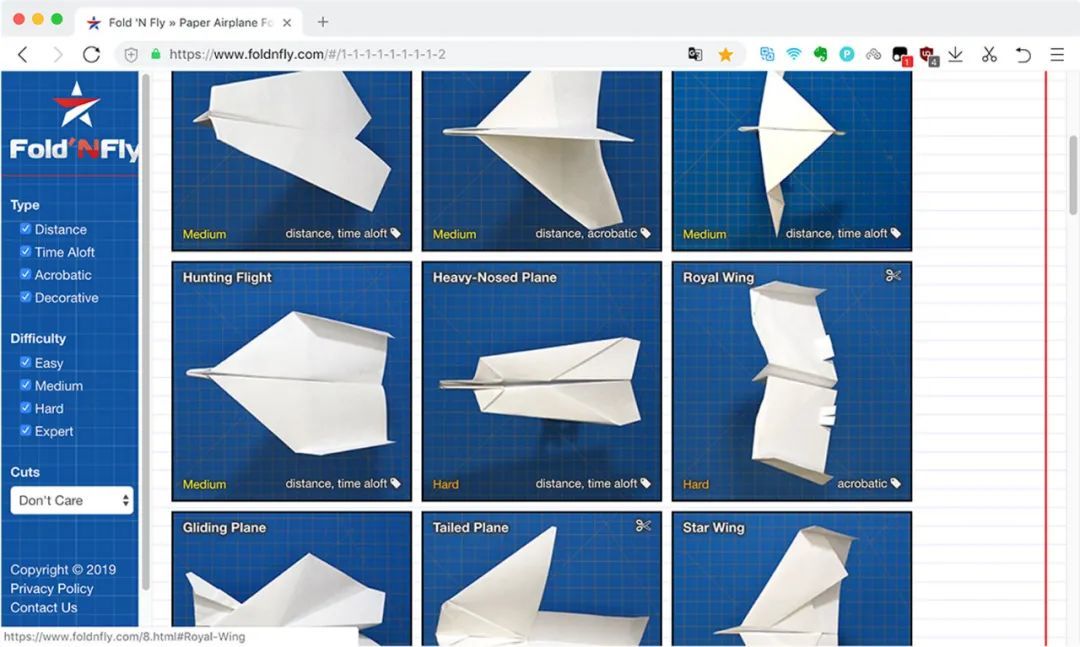 Fold 'N Fly » Paper Airplane Fo
https://www.foldnfly.com/#/1-1-1-1-1-1-1-1-2
1
4
Fold'NFly
Type
Distance
Time Aloft
Acrobatic
Decorative
Difficulty
Easy
Medium
Hard
Expert
Cuts
Don't Care
Copyright © 2019
Privacy Policy
Contact Us
https://www.foldnfly.com/8.html#Royal-Wing
Medium distance, time aloft
Medium distance, acrobatic
Medium distance, time aloft
Hunting Flight
Medium distance, time aloft
Heavy-Nosed Plane
Hard distance, time aloft
Royal Wing
Hard acrobatic
Gliding Plane
Tailed Plane
Star Wing